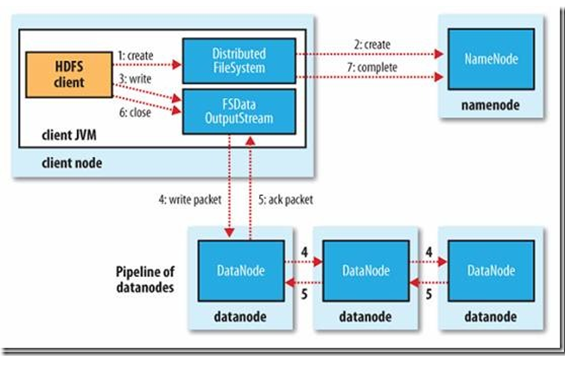 HDFS
client
1: create
3: write
6: close
Distributed
FileSystem
FSData
OutputStream
client JVM
client node
2: create
7: complete
NameNode
namenode
4: write packet
5: ack packet
Pipeline of
datanodes
DataNode
datanode
4
5
DataNode
datanode
4
5
DataNode
datanode